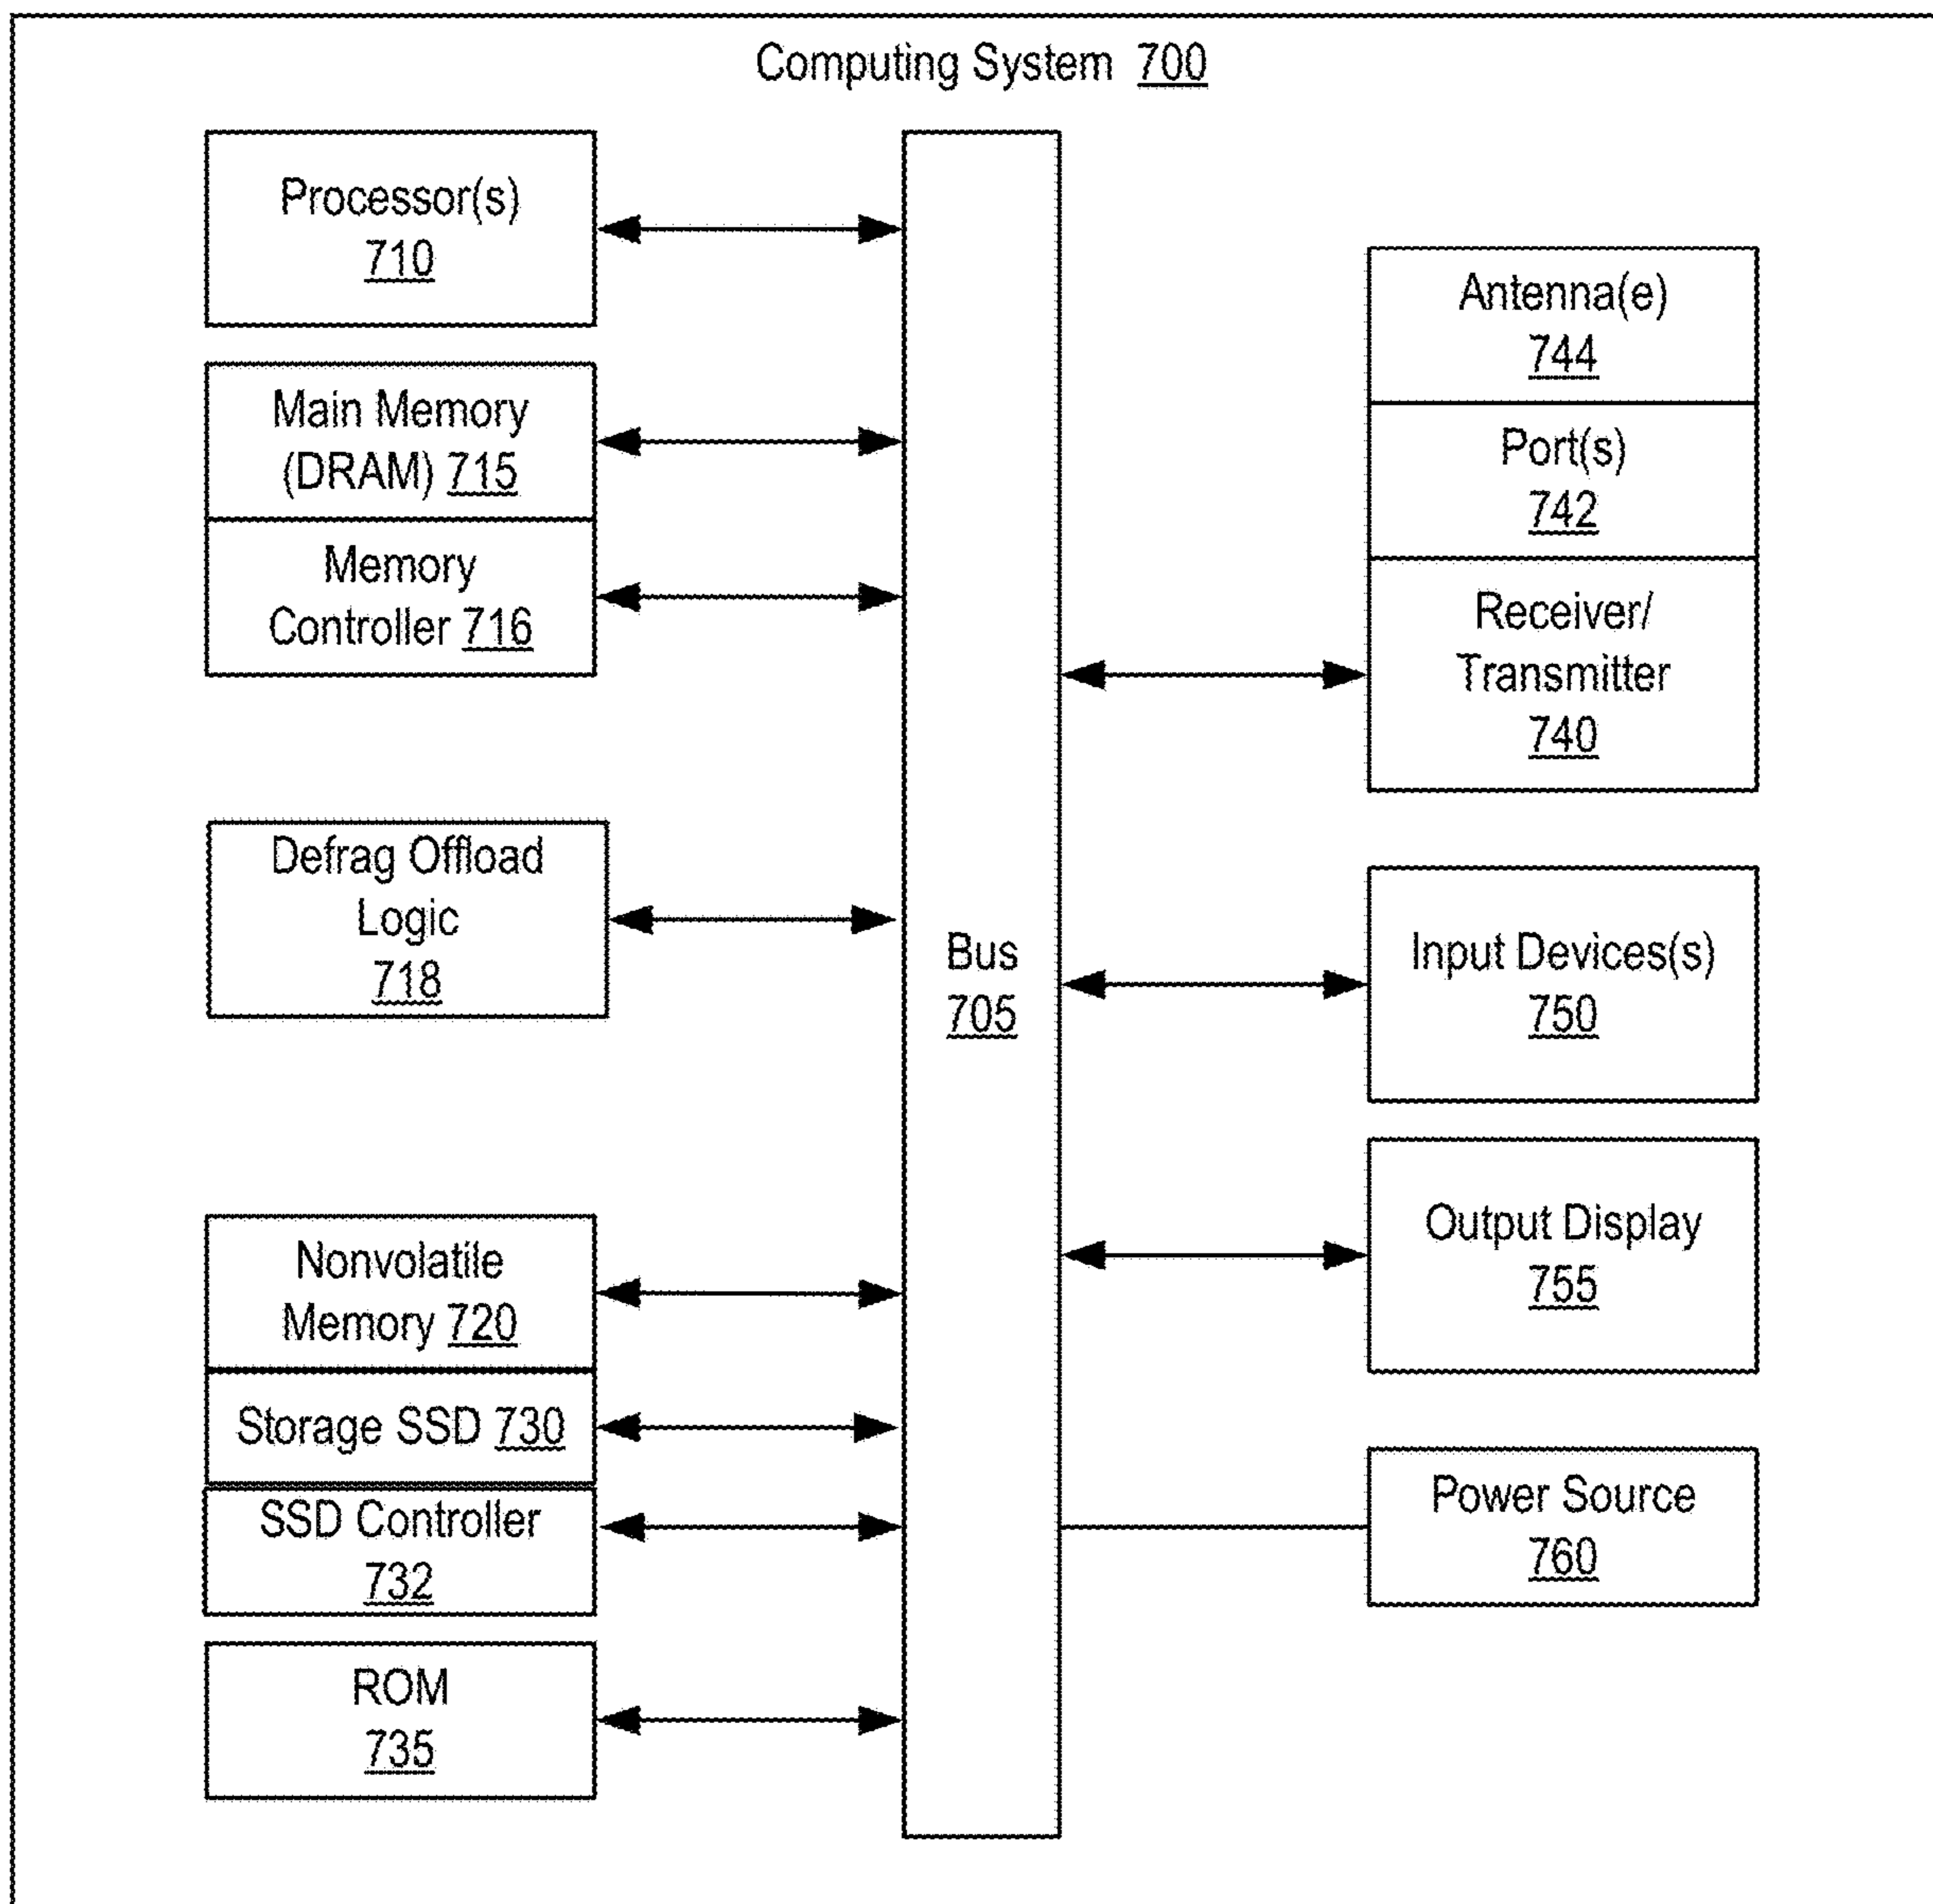 Computing System 700
Processor(s)
710
Main Memory
(DRAM) 715
Memory
Controller 716
Defrag Offload
Logic
718
Nonvolatile
Memory 720
Storage SSD 730
SSD Controller
732
ROM
735
Bus
705
Antenna(e)
744
Port(s)
742
Receiver/
Transmitter
740
Input Devices(s)
750
Output Display
755
Power Source
760